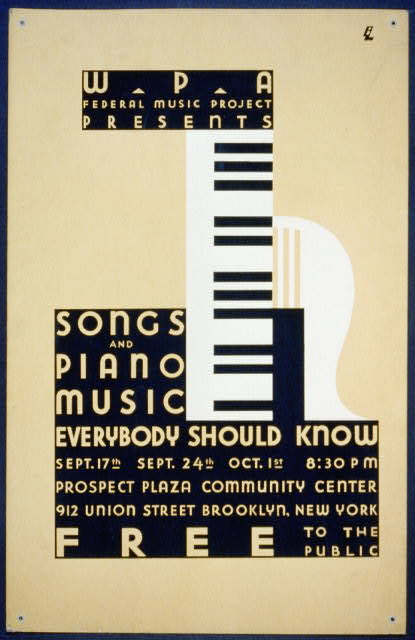 W.P.A
FEDERAL MUSIC PROJECT
PRESENTS
SONGS
AND
PIANO
MUSIC
EVERYBODY SHOULD KNOW
SEPT. 17th SEPT. 24th OCT. 1st 8:30 PM
PROSPECT PLAZA COMMUNITY CENTER
912 UNION STREET BROOKLYN, NEW YORK
FREE TO THE
PUBLIC